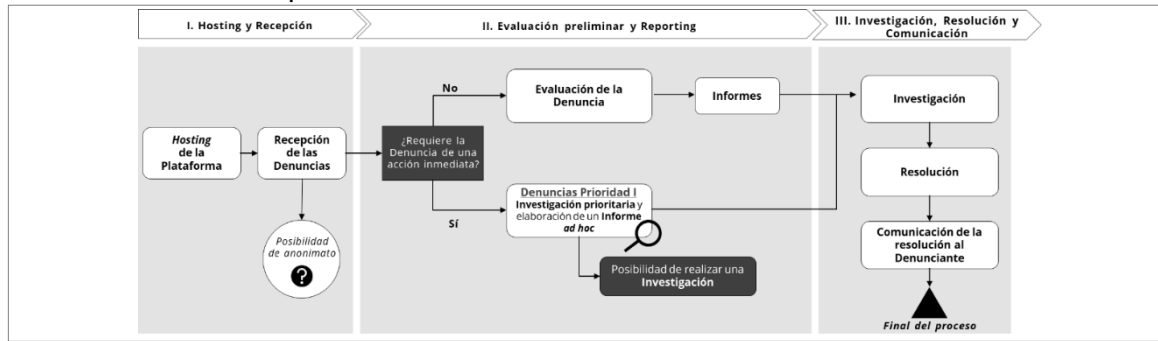 I. Hosting y Recepción
II. Evaluación preliminar y Reporting
III. Investigación, Resolución y
Comunicación
Hosting
de la
Plataforma
Recepción
de las
Denuncias
Posibilidad
de anonimato
?
¿Requiere la
Denuncia de una
acción inmediata?
No
Sí
Evaluación de la
Denuncia
Informes
Denuncias Prioridad I
Investigación prioritaria y
elaboración de un Informe
ad hoc
Posibilidad de realizar una
Investigación
Investigación
Resolución
Comunicación de la
resolución al
Denunciante
Final del proceso